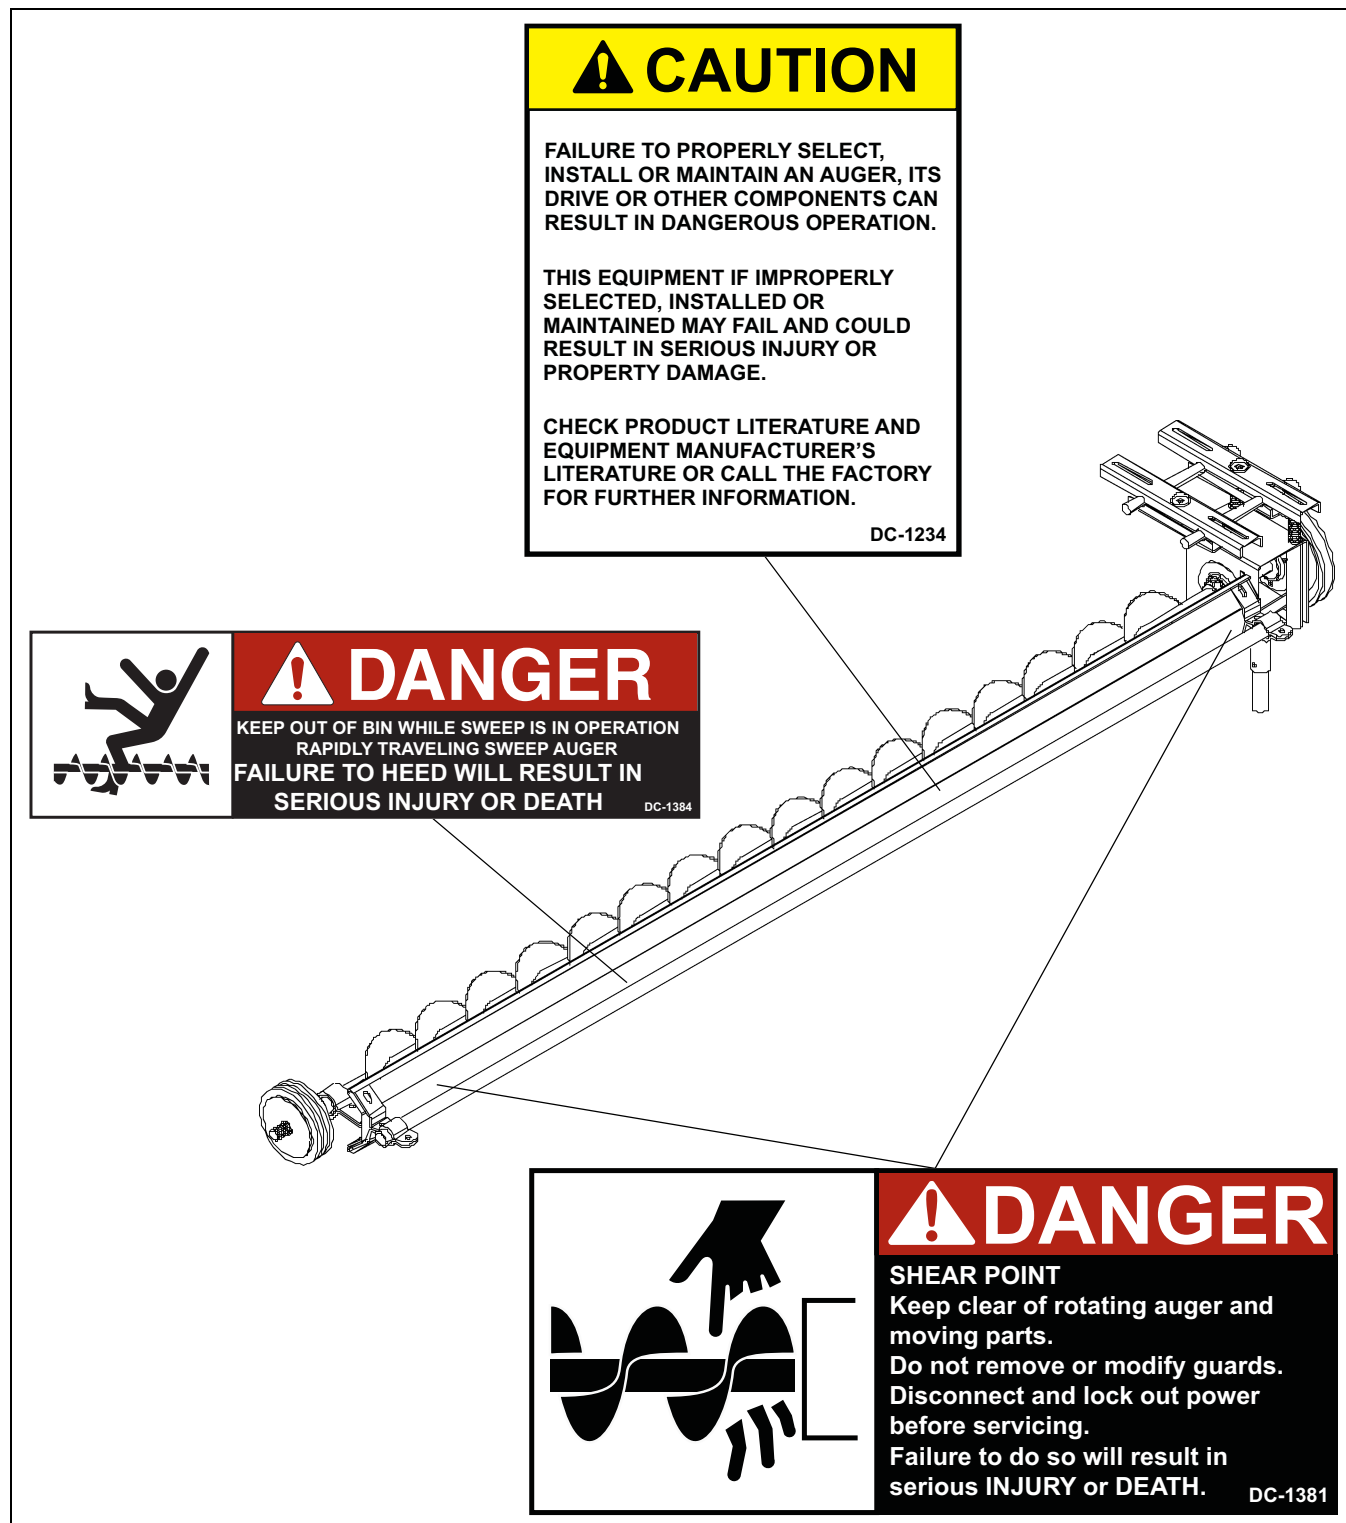 CAUTION
FAILURE TO PROPERLY SELECT,
INSTALL OR MAINTAIN AN AUGER, ITS
DRIVE OR OTHER COMPONENTS CAN
RESULT IN DANGEROUS OPERATION.
THIS EQUIPMENT IF IMPROPERLY
SELECTED, INSTALLED OR
MAINTAINED MAY FAIL AND COULD
RESULT IN SERIOUS INJURY OR
PROPERTY DAMAGE.
CHECK PRODUCT LITERATURE AND
EQUIPMENT MANUFACTURER’S
LITERATURE OR CALL THE FACTORY
FOR FURTHER INFORMATION.
DC-1234
DANGER
KEEP OUT OF BIN WHILE SWEEP IS IN OPERATION
RAPIDLY TRAVELING SWEEP AUGER
FAILURE TO HEED WILL RESULT IN
SERIOUS INJURY OR DEATH
DC-1384
DANGER
SHEAR POINT
Keep clear of rotating auger and
moving parts.
Do not remove or modify guards.
Disconnect and lock out power
before servicing.
Failure to do so will result in
serious INJURY or DEATH.
DC-1381